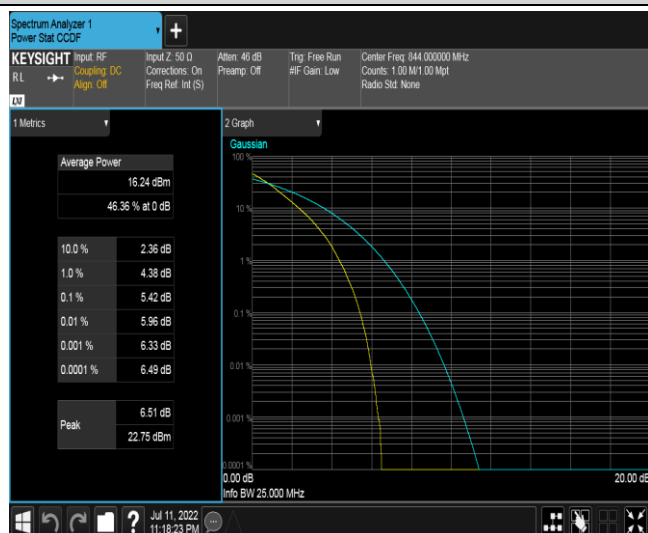 Spectrum Analyzer 1
Power Stat CCDF
KEYSIGHT
RL
LXI
Input: RF
Coupling: DC
Align: Off
Input Z: 50 Ω
Corrections: On
Freq Ref: Int (S)
Atten: 46 dB
Preamp: Off
Trig: Free Run
#IF Gain: Low
Center Freq: 844.000000 MHz
Counts: 1.00 M/1.00 Mpt
Radio Std: None
1 Metrics
Average Power
16.24 dBm
46.36 % at 0 dB
10.0 % 2.36 dB
1.0 % 4.38 dB
0.1 % 5.42 dB
0.01 % 5.96 dB
0.001 % 6.33 dB
0.0001 % 6.49 dB
Peak
6.51 dB
22.75 dBm
2 Graph
Gaussian
100 %
10 %
1 %
0.1 %
0.01 %
0.001 %
0.0001 %
0.00 dB
20.00 dB
Info BW 25.000 MHz
?
Jul 11, 2022
11:18:23 PM